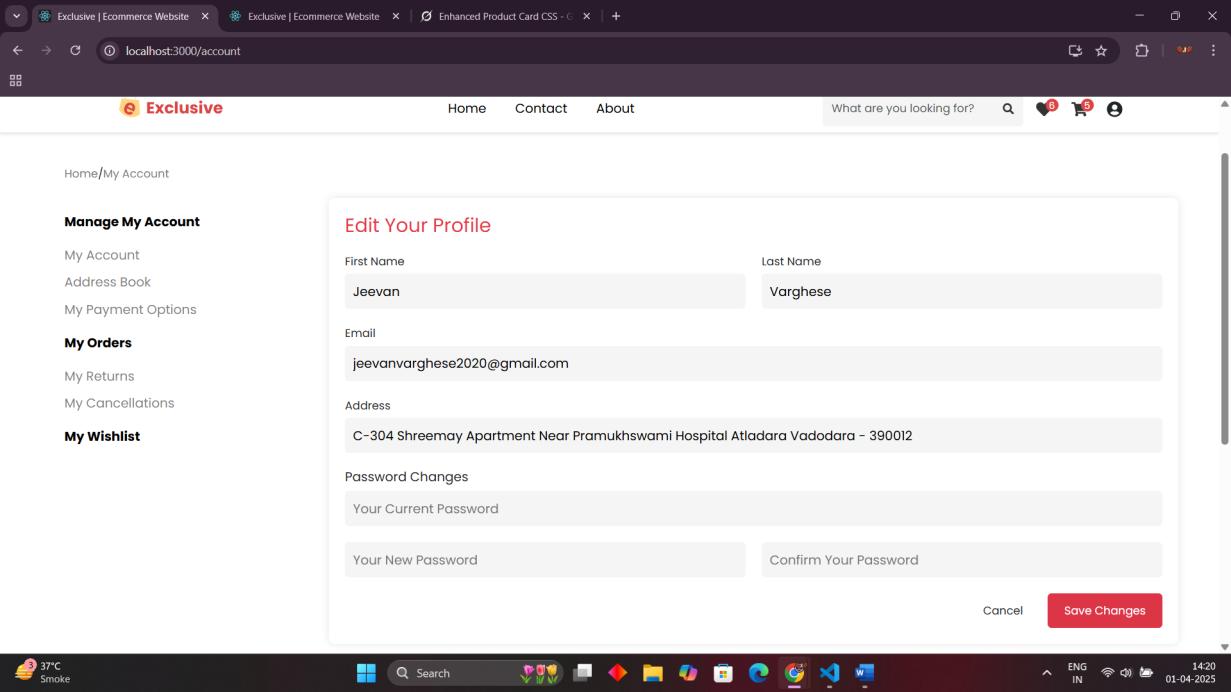 Exclusive | Ecommerce Website
Exclusive | Ecommerce Website
Enhanced Product Card CSS - G
localhost:3000/account
Exclusive
Home Contact About
What are you looking for?
6 5
Home/My Account
Manage My Account
My Account
Address Book
My Payment Options
My Orders
My Returns
My Cancellations
My Wishlist
Edit Your Profile
First Name Last Name
Jeevan Varghese
Email
jeevanvarghese2020@gmail.com
Address
C-304 Shreemay Apartment Near Pramukhswami Hospital Atladara Vadodara - 390012
Password Changes
Your Current Password
Your New Password Confirm Your Password
Cancel Save Changes
3 37°C
Smoke
Search
ENG
IN
14:20
01-04-2025